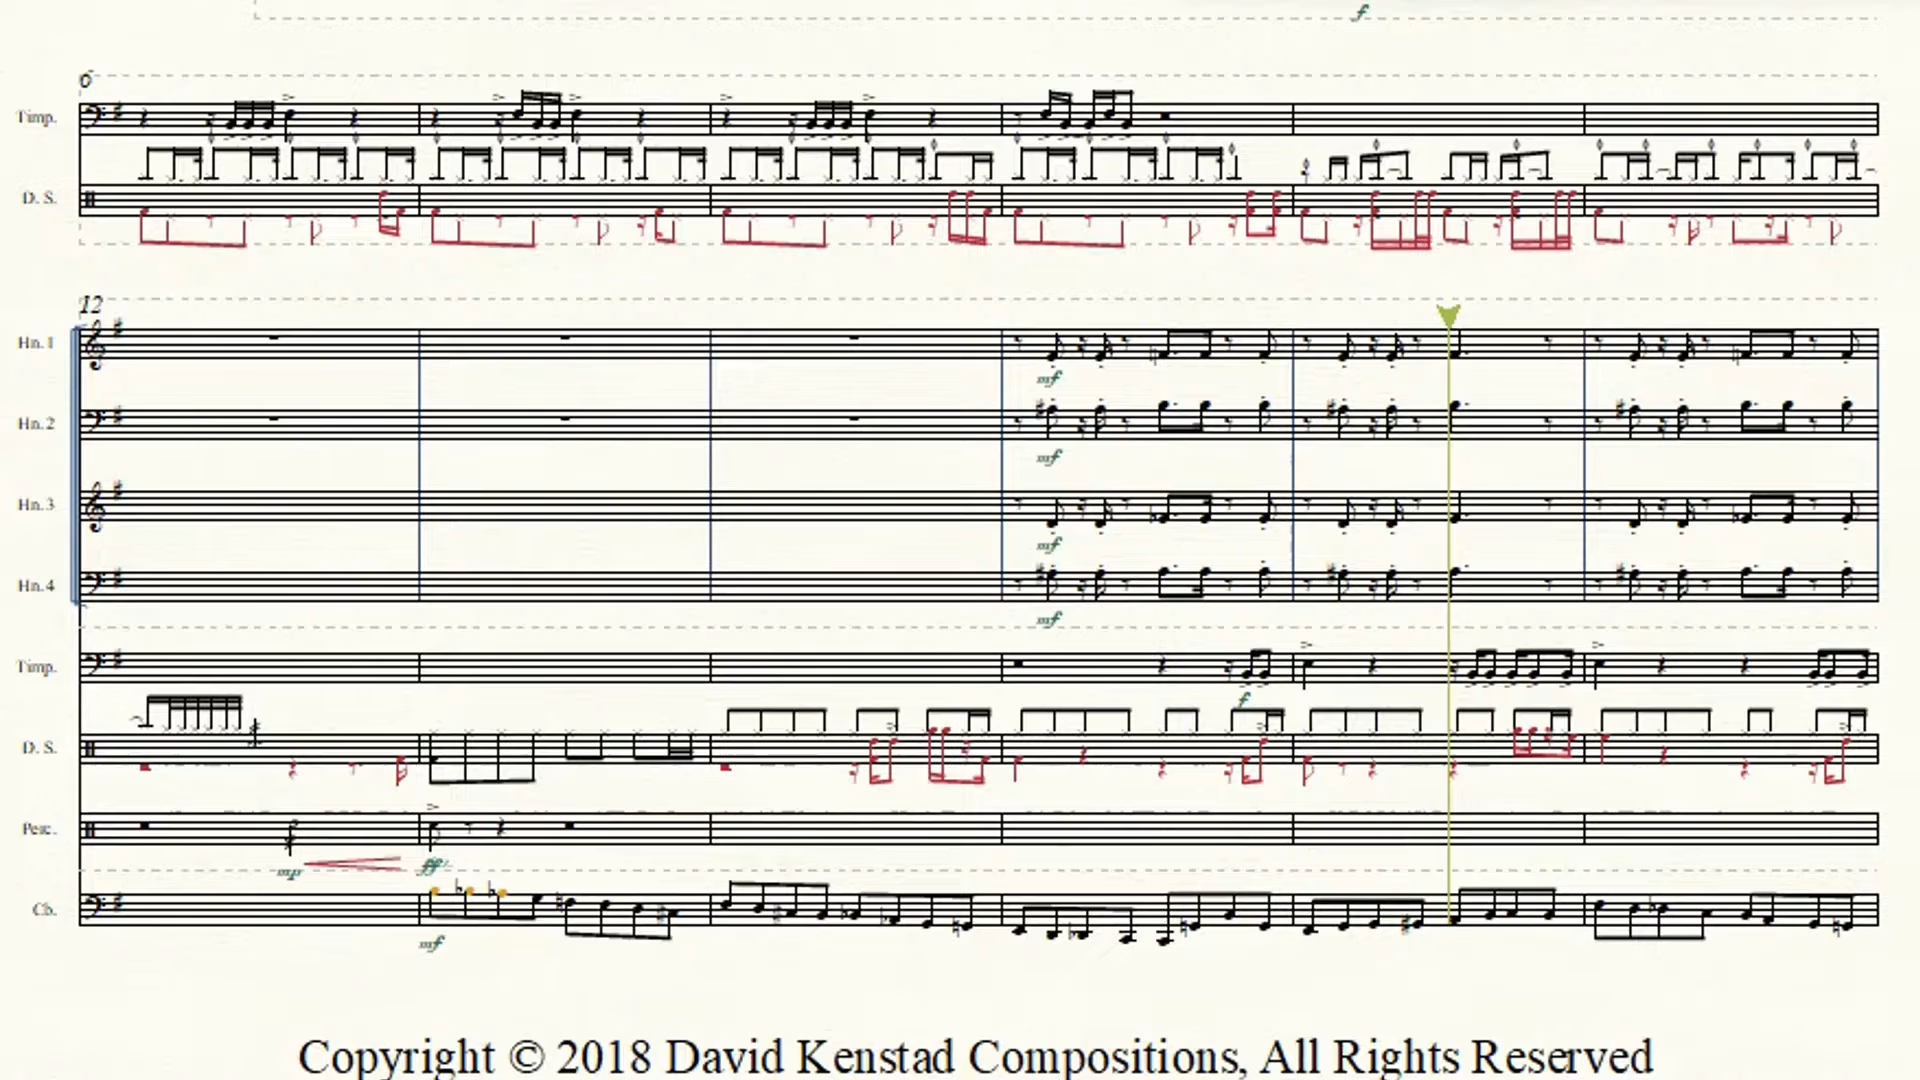 f
6
Timp.
D. S.
12
Hn. 1
mf
Hn. 2
mf
Hn. 3
mf
Hn. 4
mf
Timp.
f
D. S.
Perc.
mp
ff
Cb.
mf
Copyright © 2018 David Kenstad Compositions, All Rights Reserved